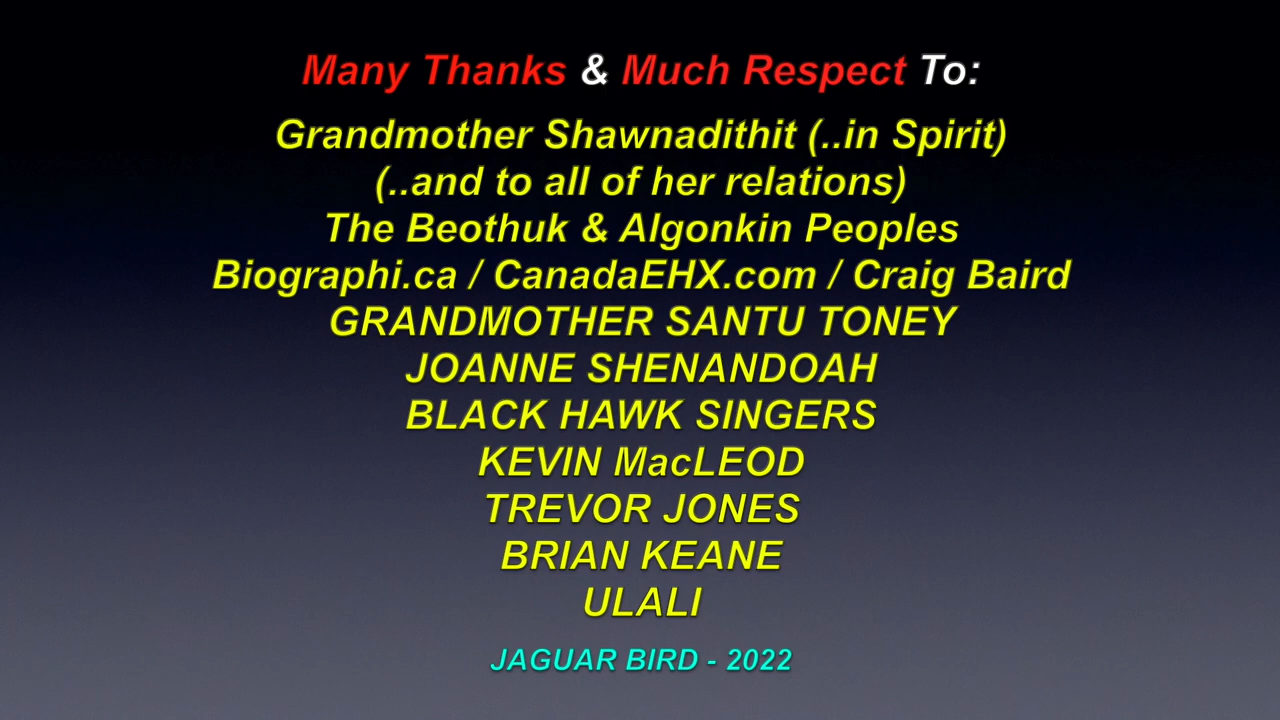 Many Thanks & Much Respect To:
Grandmother Shawnadithit (..in Spirit)
(..and to all of her relations)
The Beothuk & Algonkin Peoples
Biographi.ca / CanadaEHX.com / Craig Baird
GRANDMOTHER SANTU TONEY
JOANNE SHENANDOAH
BLACK HAWK SINGERS
KEVIN MacLEOD
TREVOR JONES
BRIAN KEANE
ULALI
JAGUAR BIRD - 2022